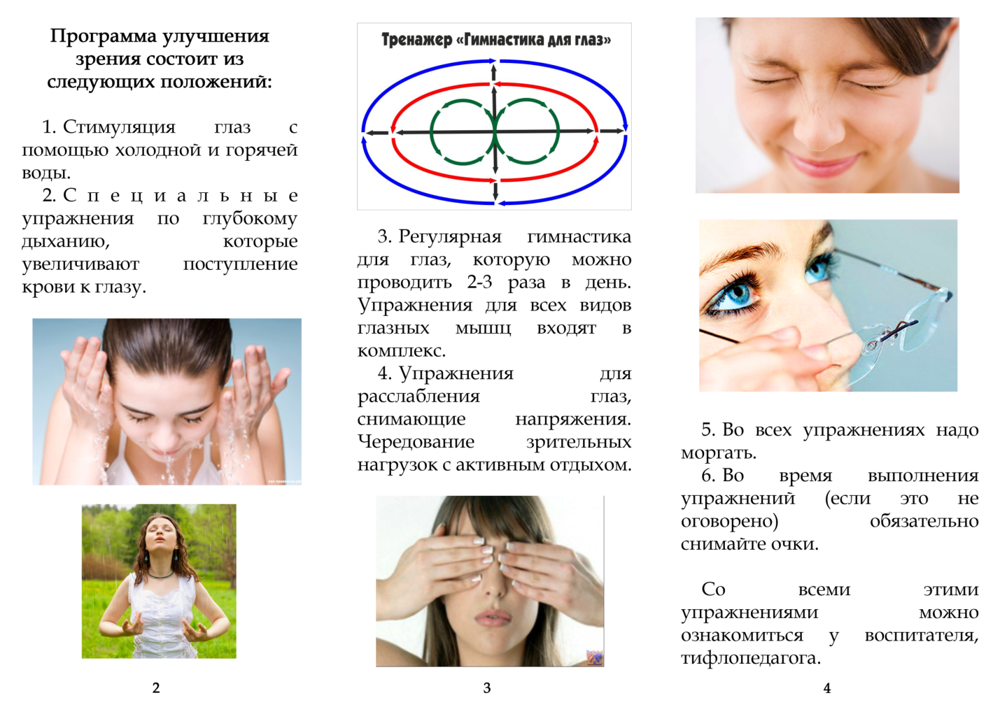 Программа улучшения
зрения состоит из
следующих положений:
1. Стимуляция глаз с
помощью холодной и горячей
воды.
2. Специальные
упражнения по глубокому
дыханию, которые
увеличивают поступление
крови к глазу.
2
Тренажер «Гимнастика для глаз»
3. Регулярная гимнастика
для глаз, которую можно
проводить 2-3 раза в день.
Упражнения для всех видов
глазных мышц входят в
комплекс.
4. Упражнения для
расслабления глаз,
снимающие напряжения.
Чередование зрительных
нагрузок с активным отдыхом.
3
5. Во всех упражнениях надо
моргать.
6. Во время выполнения
упражнений (если это не
оговорено) обязательно
снимайте очки.
Со всеми этими
упражнениями можно
ознакомиться у воспитателя,
тифлопедагога.
4